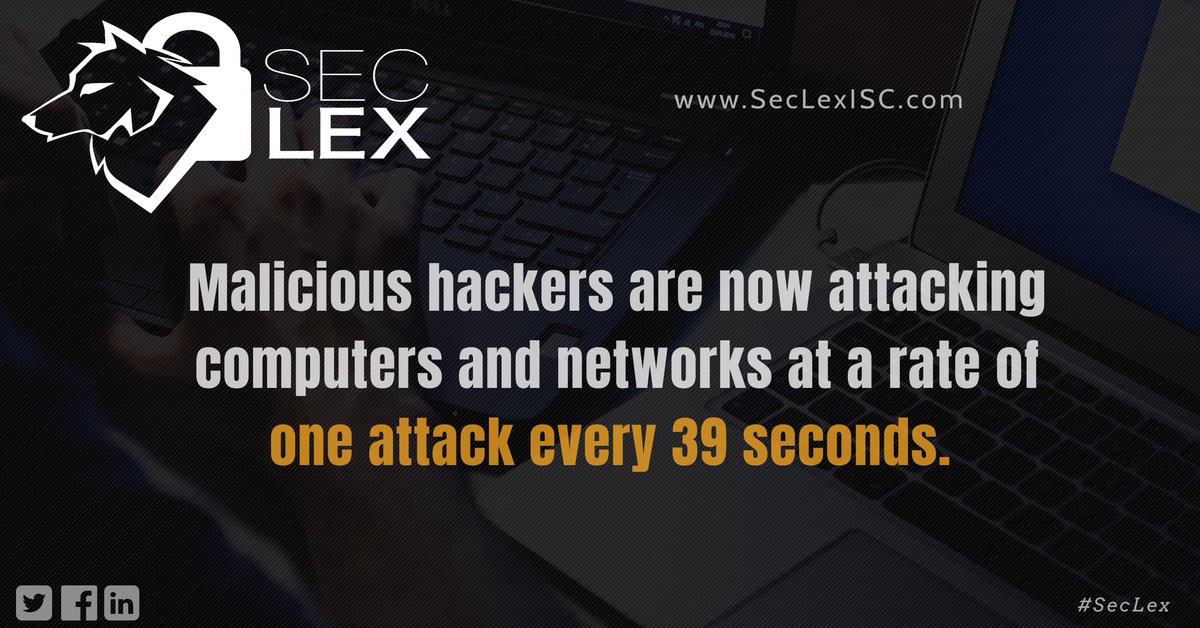 SEC
LEX
www.SecLexISC.com
Malicious hackers are now attacking
computers and networks at a rate of
one attack every 39 seconds.
#SecLex